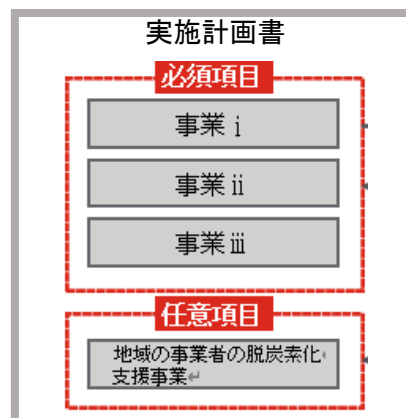 実施計画書
必須項目
事業ⅰ
事業ⅱ
事業ⅲ
任意項目
地域の事業者の脱炭素化
支援事業↵